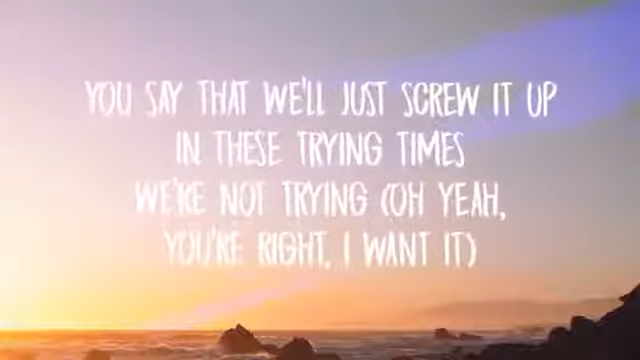 YOU SAY THAT WE'LL JUST SCREW IT UP
IN THESE TRYING TIMES
WE'RE NOT TRYING (OH YEAH,
YOU'RE RIGHT, I WANT IT)